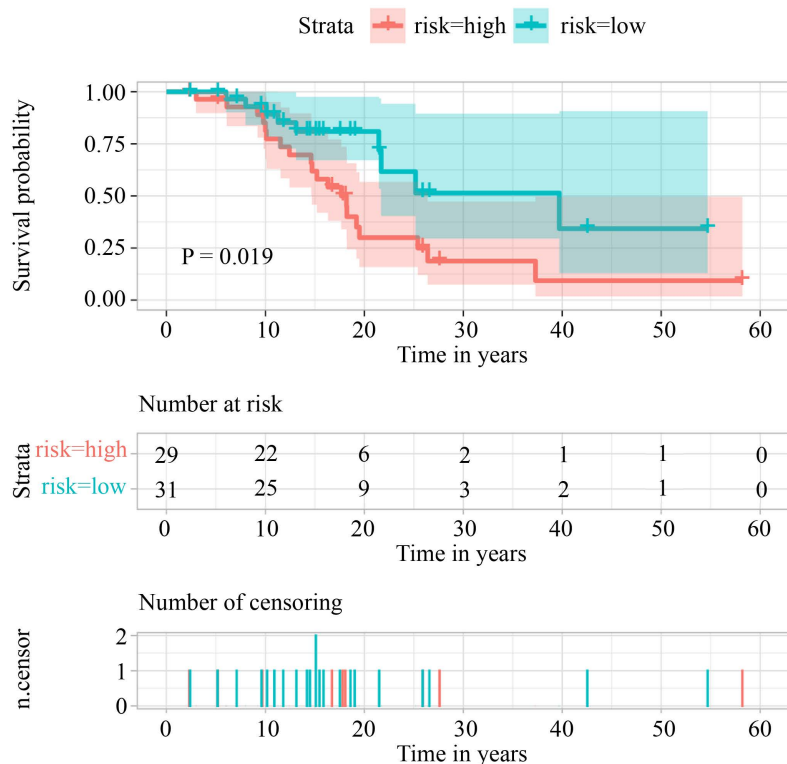 Strata risk=high risk=low
Survival probability
1.00
0.75
0.50
0.25
0.00
P = 0.019
0 10 20 30 40 50 60
Time in years
Number at risk
Strata
risk=high 29 22 6 2 1 1 0
risk=low 31 25 9 3 2 1 0
0 10 20 30 40 50 60
Time in years
Number of censoring
n.censor
2
1
0
0 10 20 30 40 50 60
Time in years